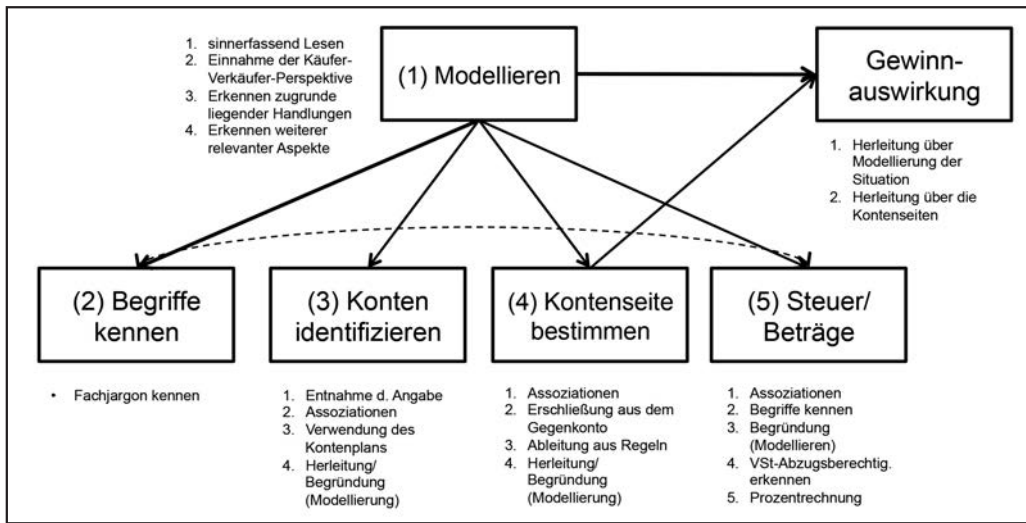 1. sinnerfassend Lesen
2. Einnahme der Käufer-
Verkäufer-Perspektive
3. Erkennen zugrunde
liegender Handlungen
4. Erkennen weiterer
relevanter Aspekte
(1) Modellieren
Gewinn-
auswirkung
1. Herleitung über
Modellierung der
Situation
2. Herleitung über die
Kontenseiten
(2) Begriffe
kennen
• Fachjargon kennen
(3) Konten
identifizieren
1. Entnahme d. Angabe
2. Assoziationen
3. Verwendung des
Kontenplans
4. Herleitung/
Begründung
(Modellierung)
(4) Kontenseite
bestimmen
1. Assoziationen
2. Erschließung aus dem
Gegenkonto
3. Ableitung aus Regeln
4. Herleitung/
Begründung
(Modellierung)
(5) Steuer/
Beträge
1. Assoziationen
2. Begriffe kennen
3. Begründung
(Modellieren)
4. VSt-Abzugsberechtig.
erkennen
5. Prozentrechnung